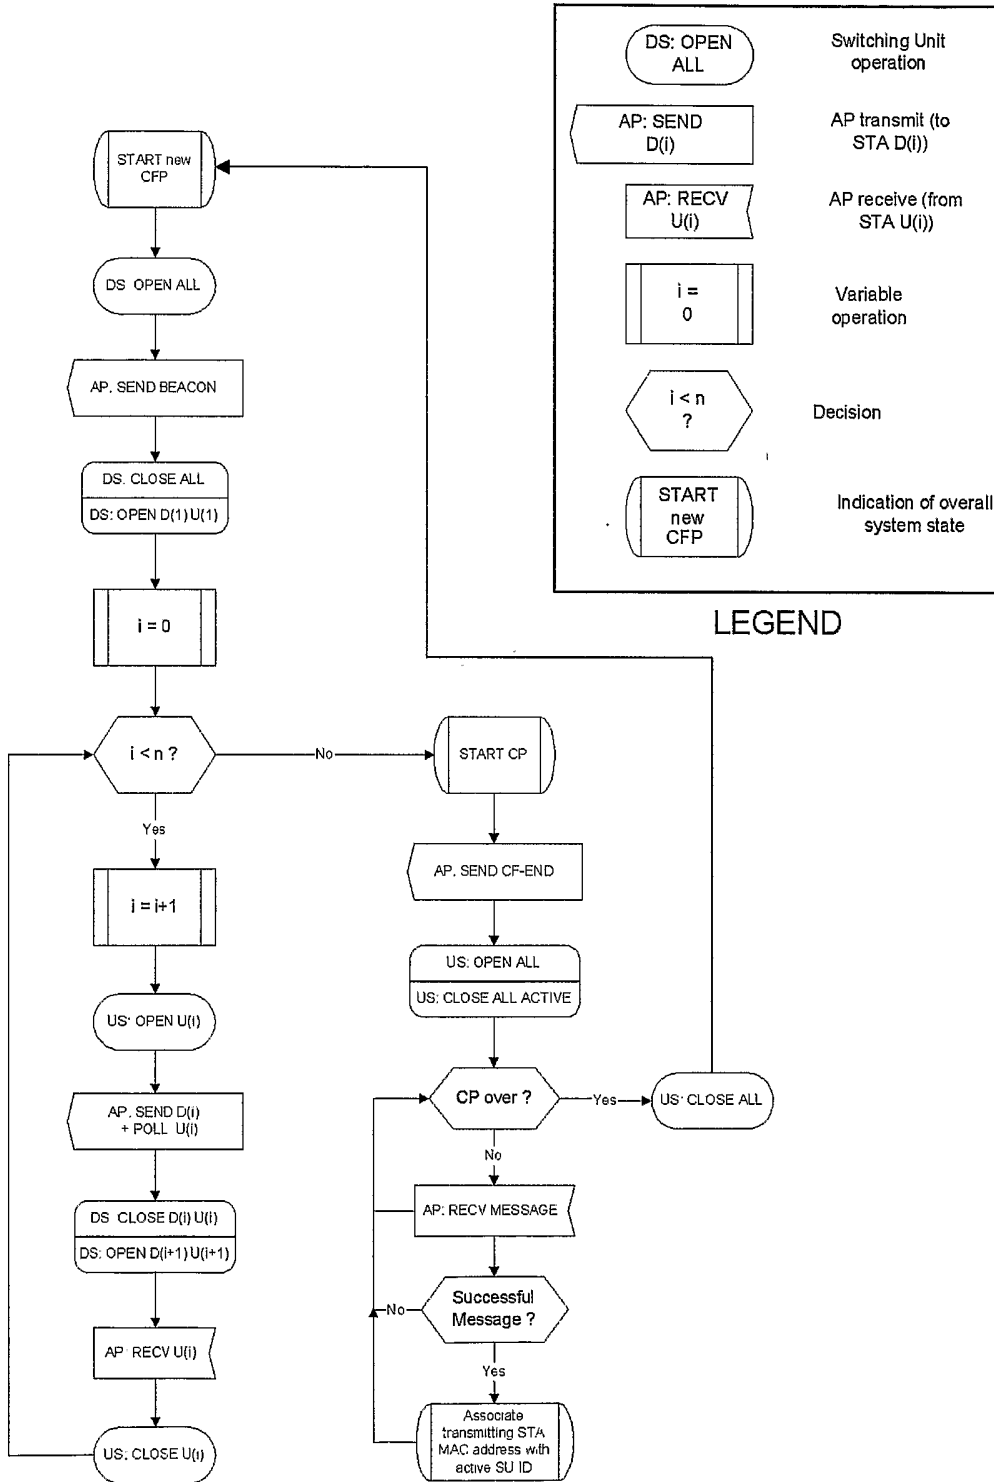 START new
CFP
DS: OPEN ALL
AP: SEND BEACON
DS: CLOSE ALL
DS: OPEN D(1) U(1)
i = 0
i < n ?
No
Yes
i = i+1
US: OPEN U(i)
AP: SEND D(i)
+ POLL U(i)
DS: CLOSE D(i) U(i)
DS: OPEN D(i+1) U(i+1)
AP: RECV U(i)
US: CLOSE U(i)
START CP
AP: SEND CF-END
US: OPEN ALL
US: CLOSE ALL ACTIVE
CP over ?
Yes
US: CLOSE ALL
No
AP: RECV MESSAGE
Successful
Message ?
No
Yes
Associate
transmitting STA
MAC address with
active SU ID
DS: OPEN
ALL
Switching Unit
operation
AP: SEND
D(i)
AP transmit (to
STA D(i))
AP: RECV
U(i)
AP receive (from
STA U(i))
i =
0
Variable
operation
i < n
?
Decision
START
new
CFP
Indication of overall
system state
LEGEND